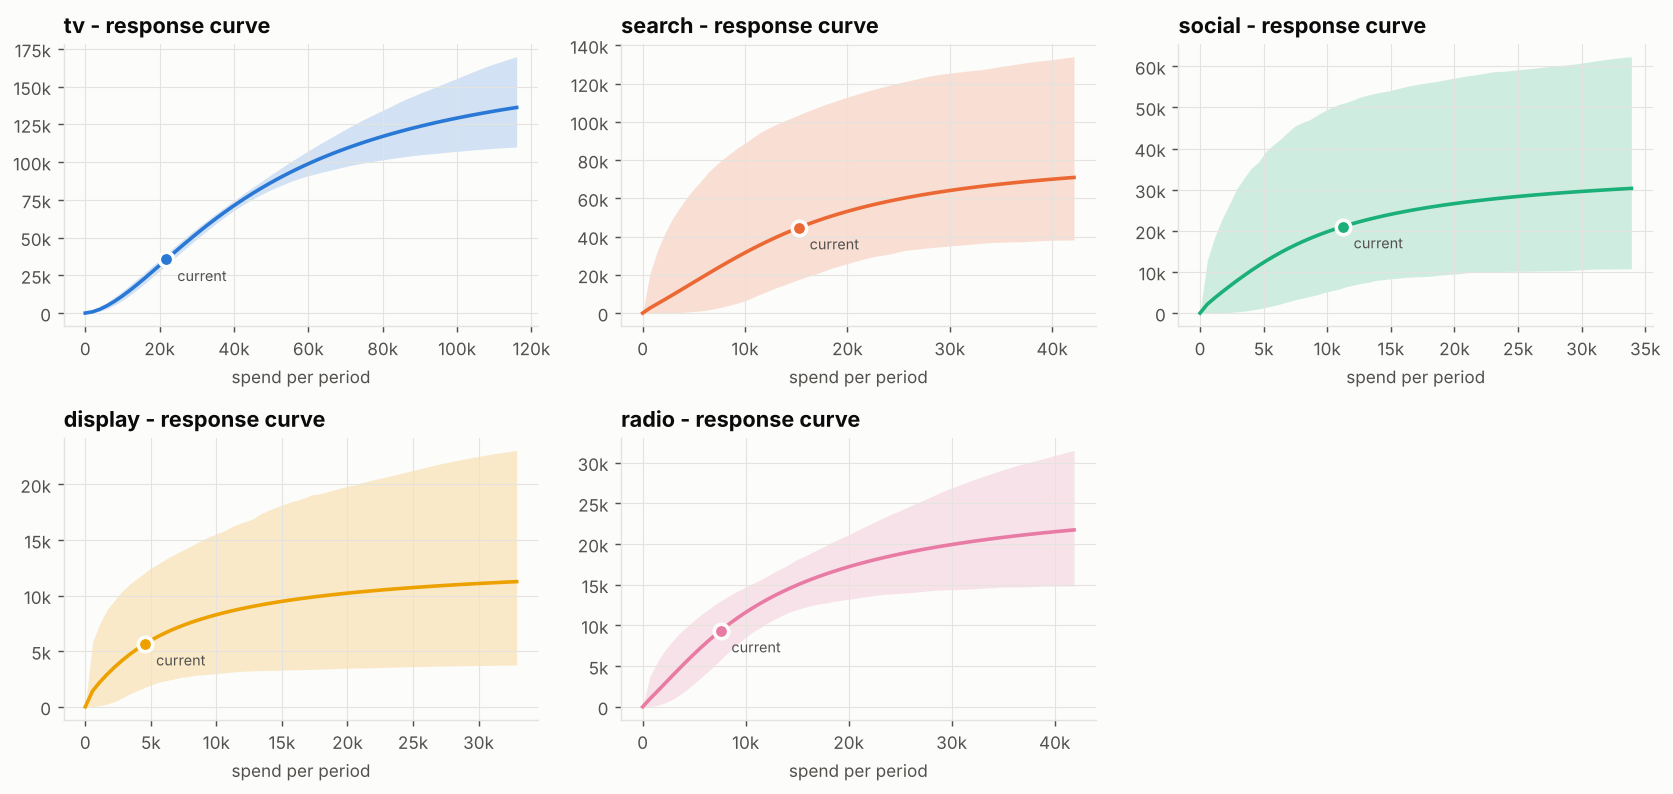 tv - response curve
175k
150k
125k
100k
75k
50k
25k
0
current
0 20k 40k 60k 80k 100k 120k
spend per period
search - response curve
140k
120k
100k
80k
60k
40k
20k
0
current
0 10k 20k 30k 40k
spend per period
social - response curve
60k
50k
40k
30k
20k
10k
0
current
0 5k 10k 15k 20k 25k 30k 35k
spend per period
display - response curve
20k
15k
10k
5k
0
current
0 5k 10k 15k 20k 25k 30k
spend per period
radio - response curve
30k
25k
20k
15k
10k
5k
0
current
0 10k 20k 30k 40k
spend per period